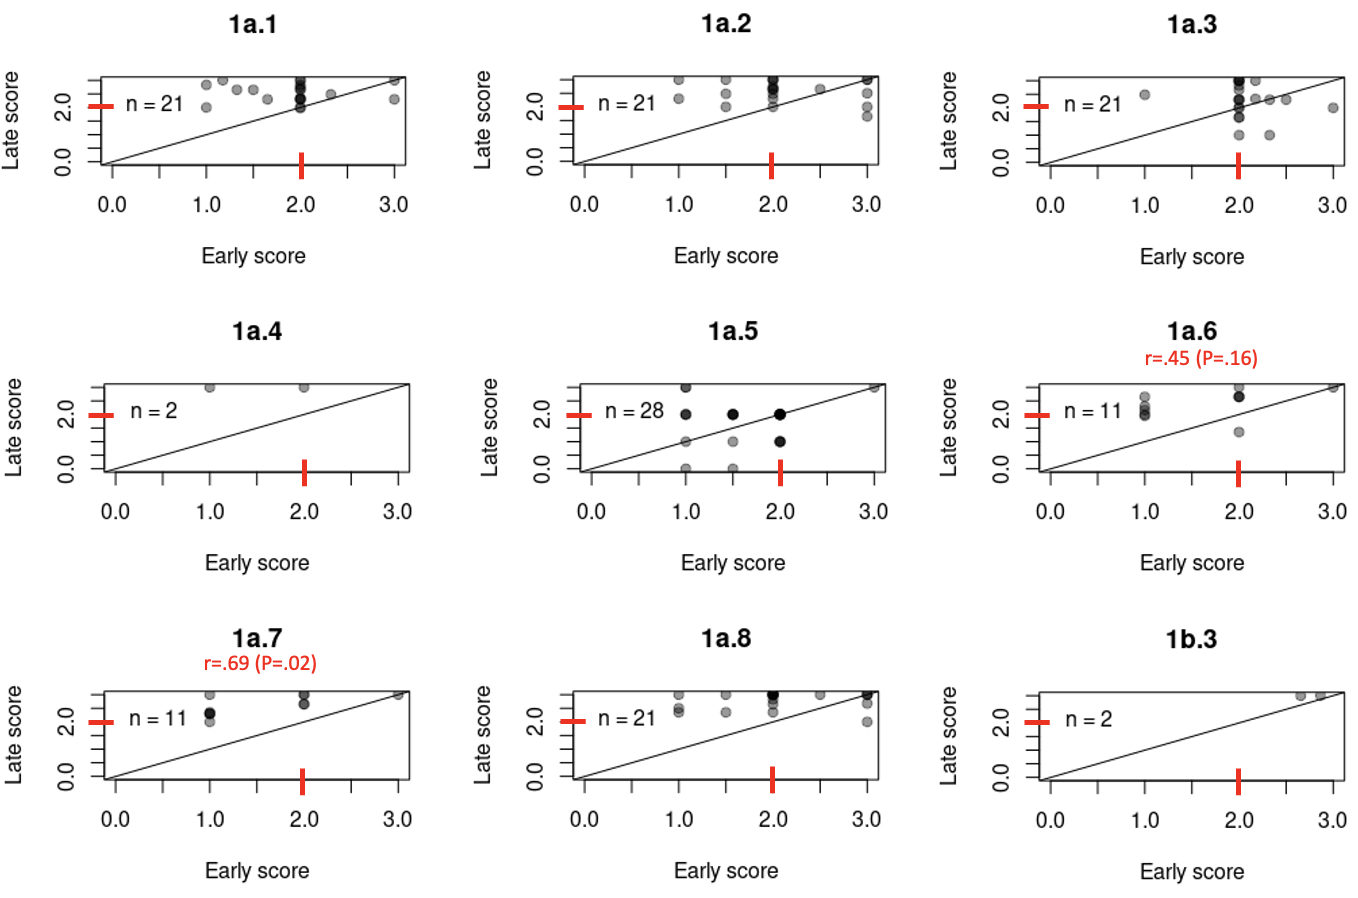 1a.1
1a.2
1a.3
Late score
0.0 2.0
n = 21
0.0 1.0 2.0 3.0
Early score
Late score
0.0 2.0
n = 21
0.0 1.0 2.0 3.0
Early score
Late score
0.0 2.0
n = 21
0.0 1.0 2.0 3.0
Early score
1a.4
1a.5
1a.6
r=.45 (P=.16)
Late score
0.0 2.0
n = 2
0.0 1.0 2.0 3.0
Early score
Late score
0.0 2.0
n = 28
0.0 1.0 2.0 3.0
Early score
Late score
0.0 2.0
n = 11
0.0 1.0 2.0 3.0
Early score
1a.7
r=.69 (P=.02)
1a.8
1b.3
Late score
0.0 2.0
n = 11
0.0 1.0 2.0 3.0
Early score
Late score
0.0 2.0
n = 21
0.0 1.0 2.0 3.0
Early score
Late score
0.0 2.0
n = 2
0.0 1.0 2.0 3.0
Early score